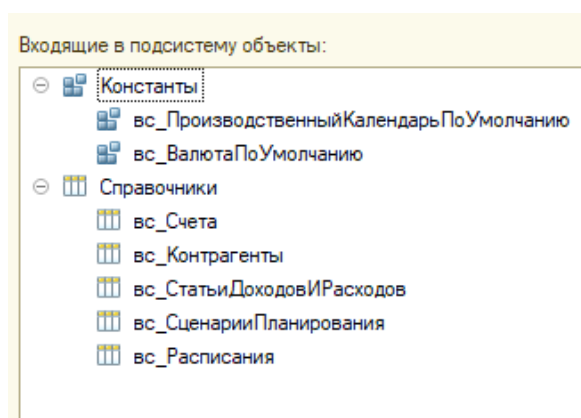 Входящие в подсистему объекты:
Константы
вс_ПроизводственныйКалендарьПоУмолчанию
вс_ВалютаПоУмолчанию
Справочники
вс_Счета
вс_Контрагенты
вс_СтатьиДоходовИРасходов
вс_СценарииПланирования
вс_Расписания